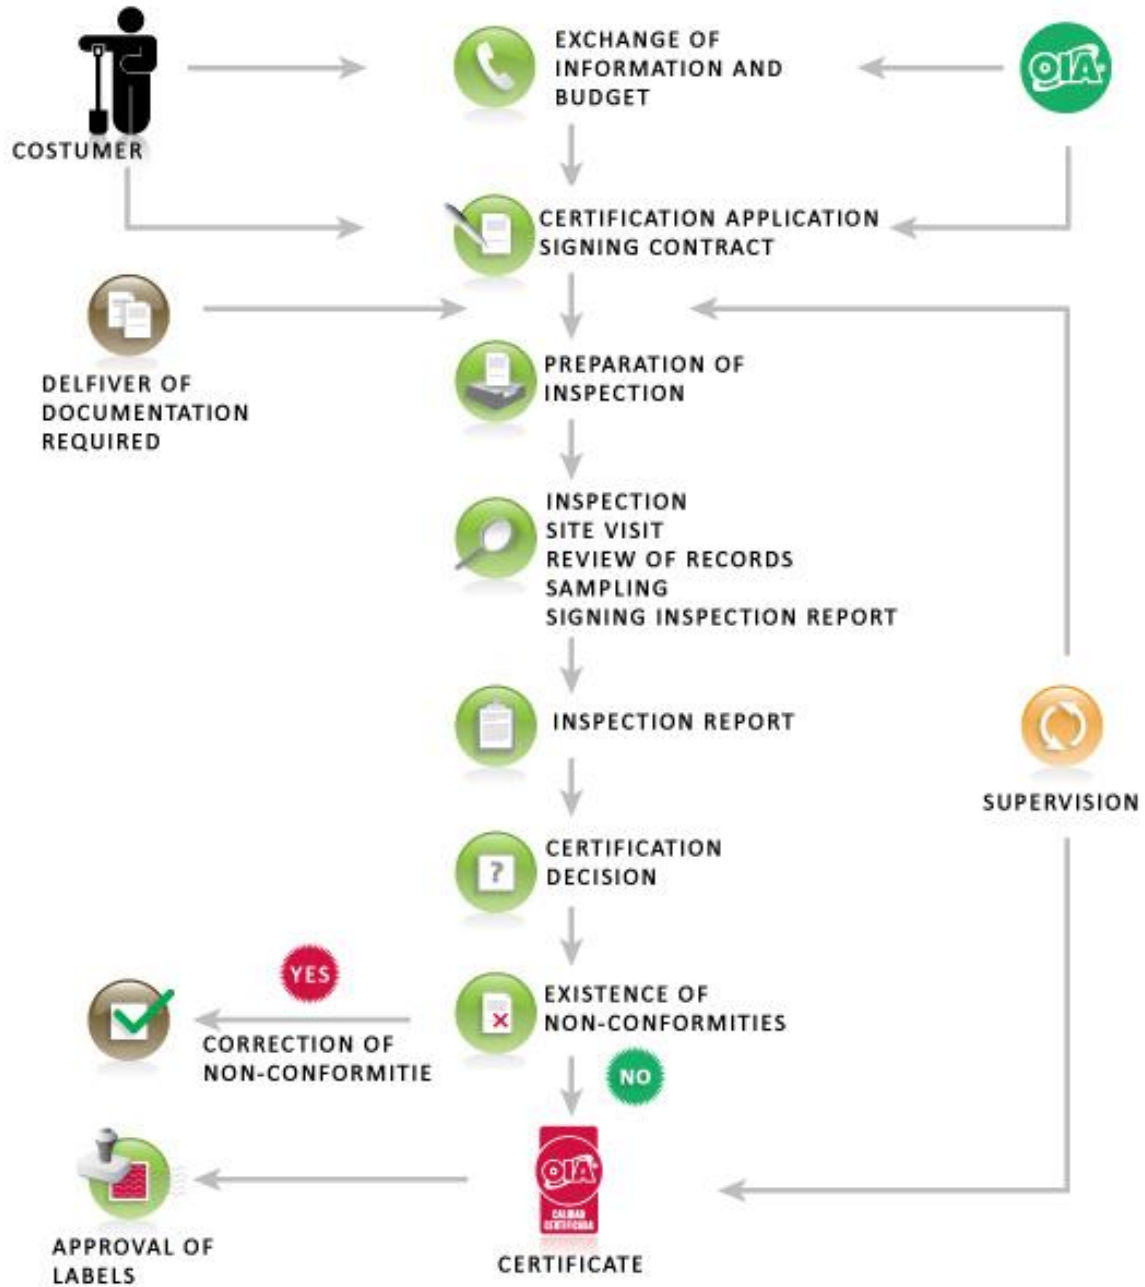 EXCHANGE OF
INFORMATION AND
BUDGET
OIA
COSTUMER
CERTIFICATION APPLICATION
SIGNING CONTRACT
DELFIVER OF
DOCUMENTATION
REQUIRED
PREPARATION OF
INSPECTION
INSPECTION
SITE VISIT
REVIEW OF RECORDS
SAMPLING
SIGNING INSPECTION REPORT
INSPECTION REPORT
SUPERVISION
CERTIFICATION
DECISION
?
YES
EXISTENCE OF
NON-CONFORMITIES
CORRECTION OF
NON-CONFORMITIE
NO
OIA
CALIDAD
CERTIFICADA
APPROVAL OF
LABELS
CERTIFICATE